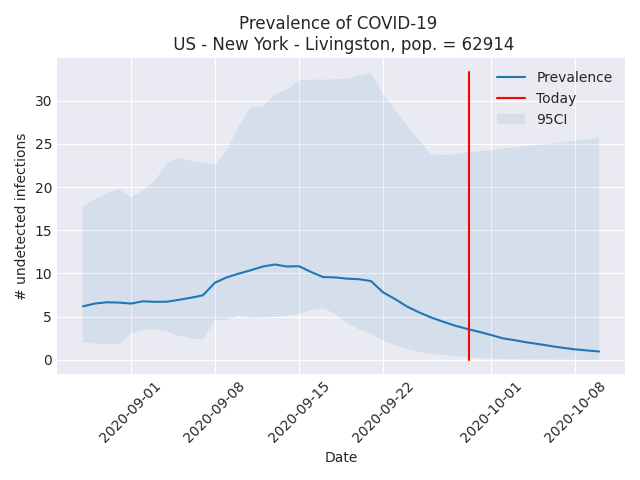 Prevalence of COVID-19
US - New York - Livingston, pop. = 62914
Prevalence
Today
95CI
# undetected infections
30
25
20
15
10
5
0
2020-09-01
2020-09-08
2020-09-15
2020-09-22
2020-10-01
2020-10-08
Date